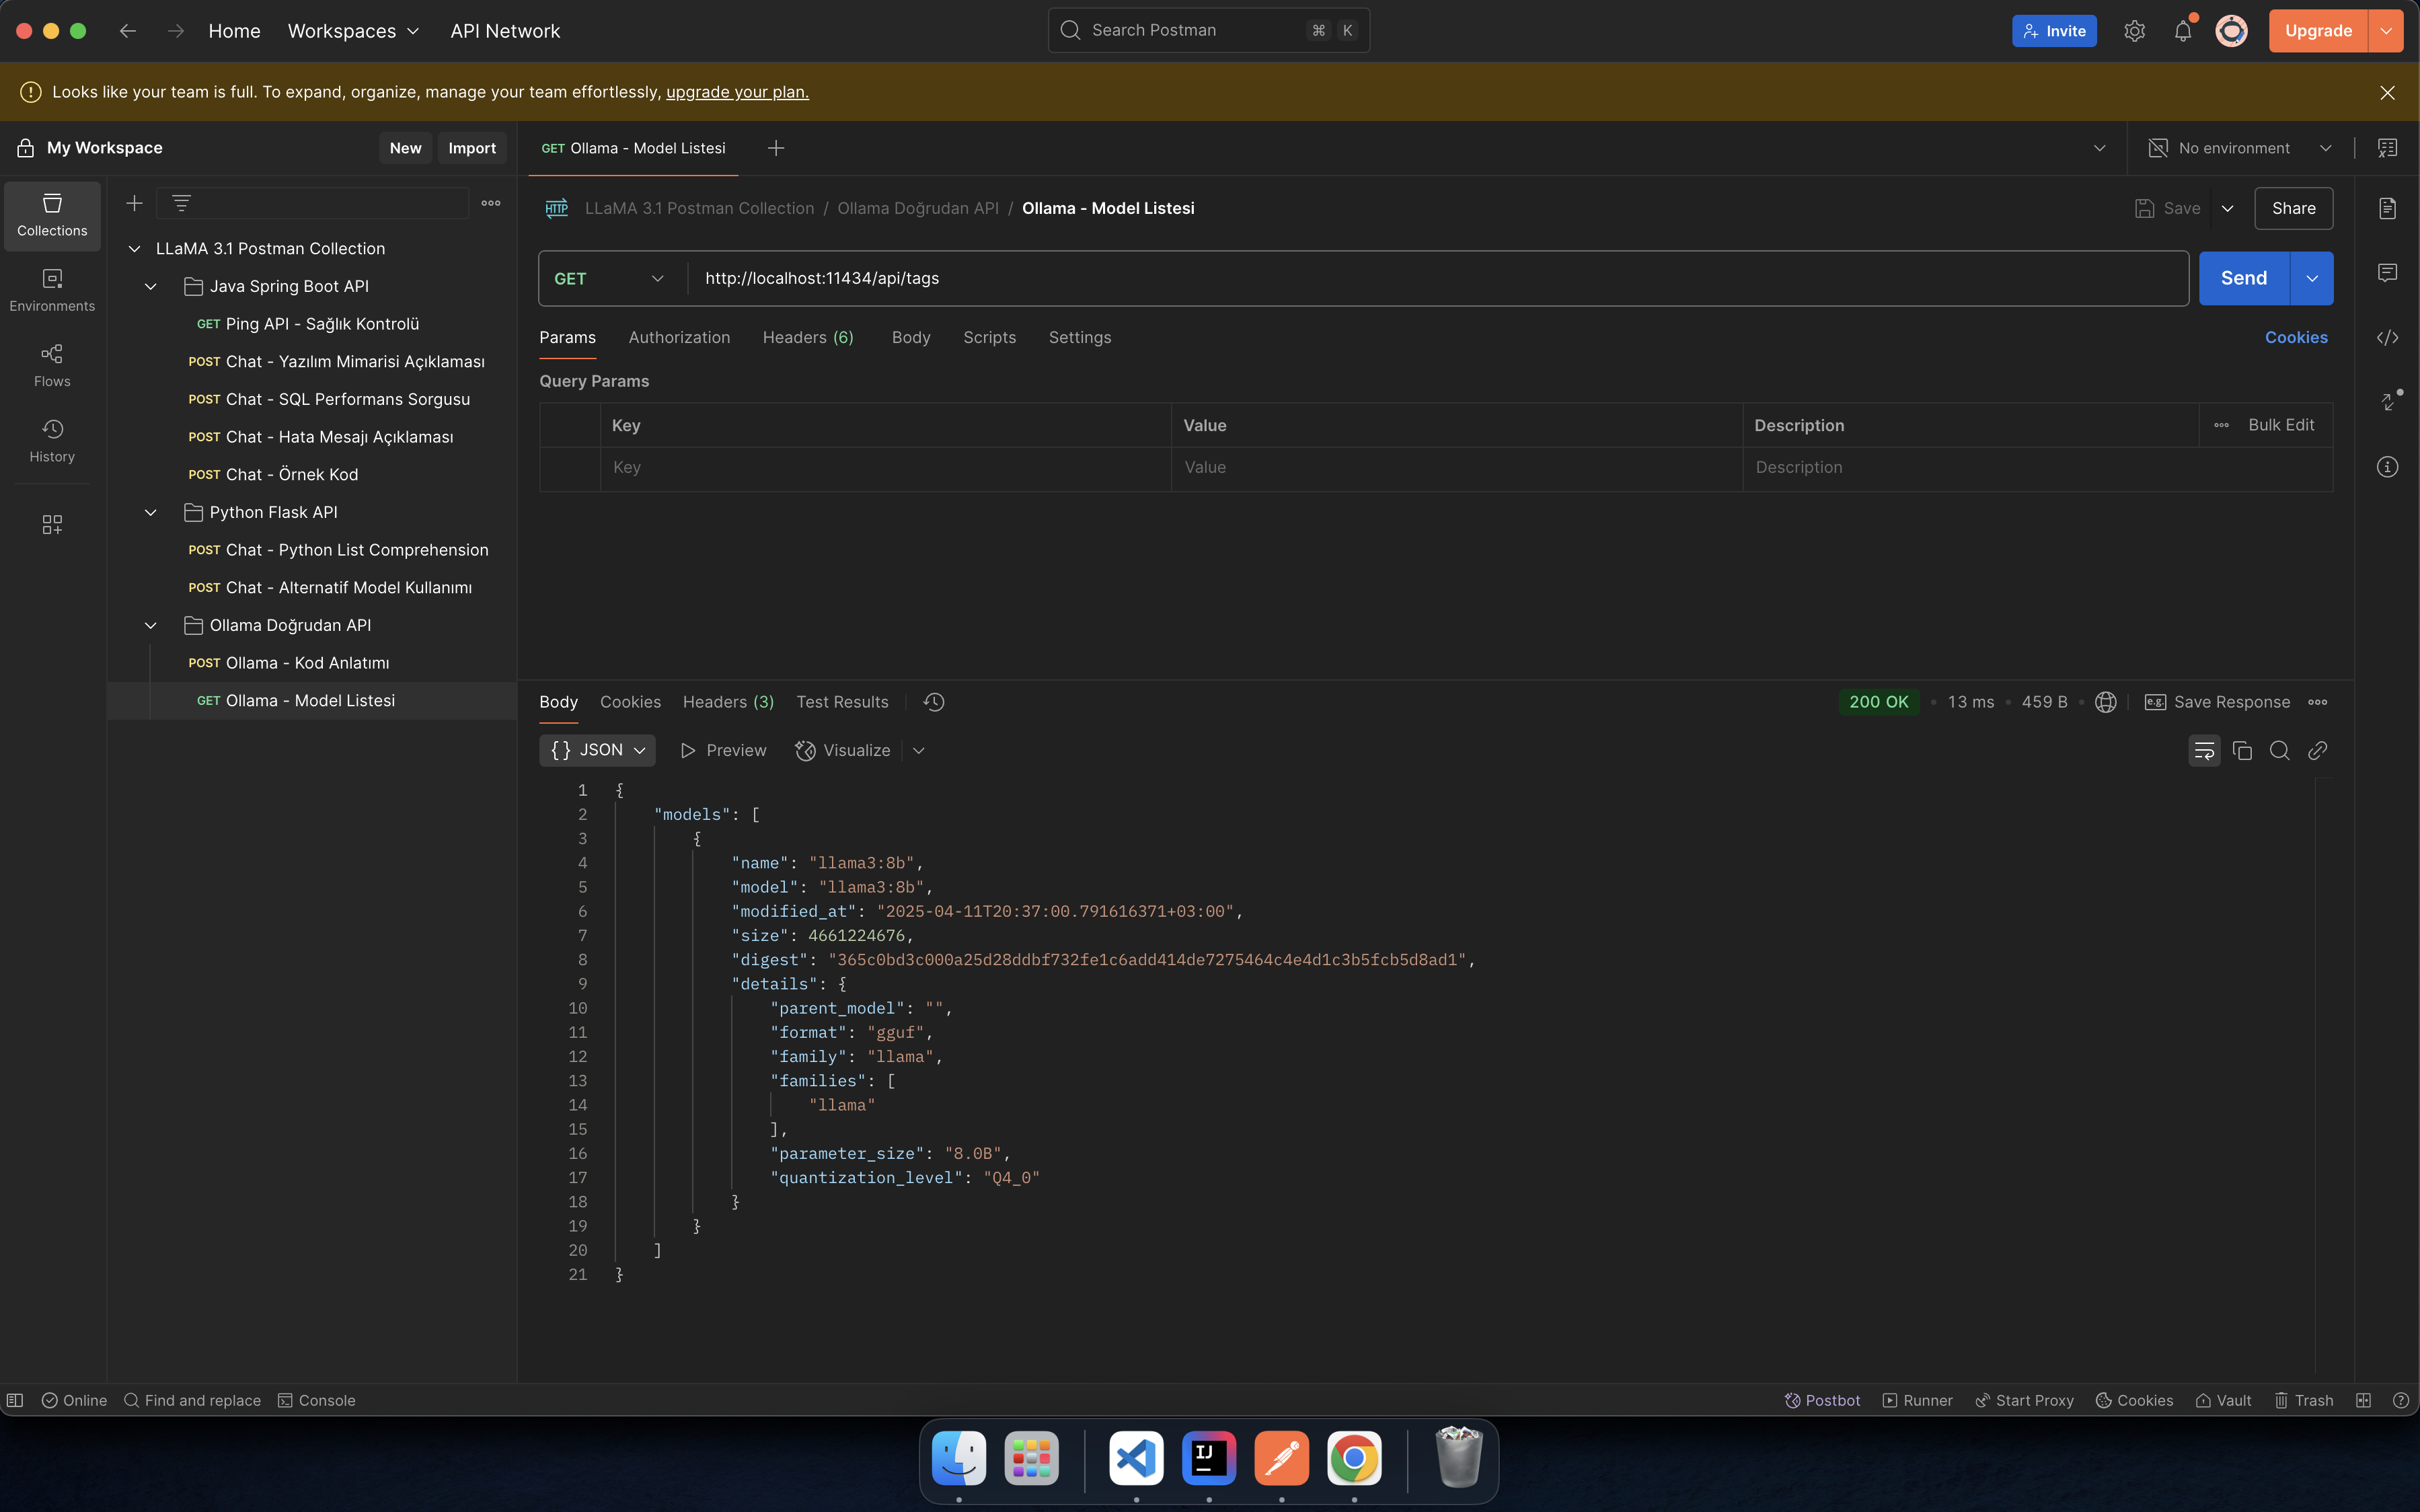 Home
Workspaces
API Network
Search Postman
⌘ K
Invite
Upgrade
Looks like your team is full. To expand, organize, manage your team effortlessly, upgrade your plan.
My Workspace
New
Import
GET Ollama - Model Listesi
No environment
Collections
Environments
Flows
History
LLaMA 3.1 Postman Collection
Java Spring Boot API
GET Ping API - Sağlık Kontrolü
POST Chat - Yazılım Mimarisi Açıklaması
POST Chat - SQL Performans Sorgusu
POST Chat - Hata Mesajı Açıklaması
POST Chat - Örnek Kod
Python Flask API
POST Chat - Python List Comprehension
POST Chat - Alternatif Model Kullanımı
Ollama Doğrudan API
POST Ollama - Kod Anlatımı
GET Ollama - Model Listesi
HTTP LLaMA 3.1 Postman Collection / Ollama Doğrudan API / Ollama - Model Listesi
Save
Share
GET http://localhost:11434/api/tags
Send
Params Authorization Headers (6) Body Scripts Settings
Cookies
Query Params
Key Value Description Bulk Edit
Key Value Description
Body Cookies Headers (3) Test Results
200 OK • 13 ms • 459 B
e.g. Save Response
{} JSON Preview Visualize
1 {
2 "models": [
3 {
4 "name": "llama3:8b",
5 "model": "llama3:8b",
6 "modified_at": "2025-04-11T20:37:00.791616371+03:00",
7 "size": 4661224676,
8 "digest": "365c0bd3c000a25d28ddbf732fe1c6add414de7275464c4e4d1c3b5fcb5d8ad1",
9 "details": {
10 "parent_model": "",
11 "format": "gguf",
12 "family": "llama",
13 "families": [
14 "llama"
15 ],
16 "parameter_size": "8.0B",
17 "quantization_level": "Q4_0"
18 }
19 }
20 ]
21 }
Online
Find and replace
Console
Postbot
Runner
Start Proxy
Cookies
Vault
Trash
IJ